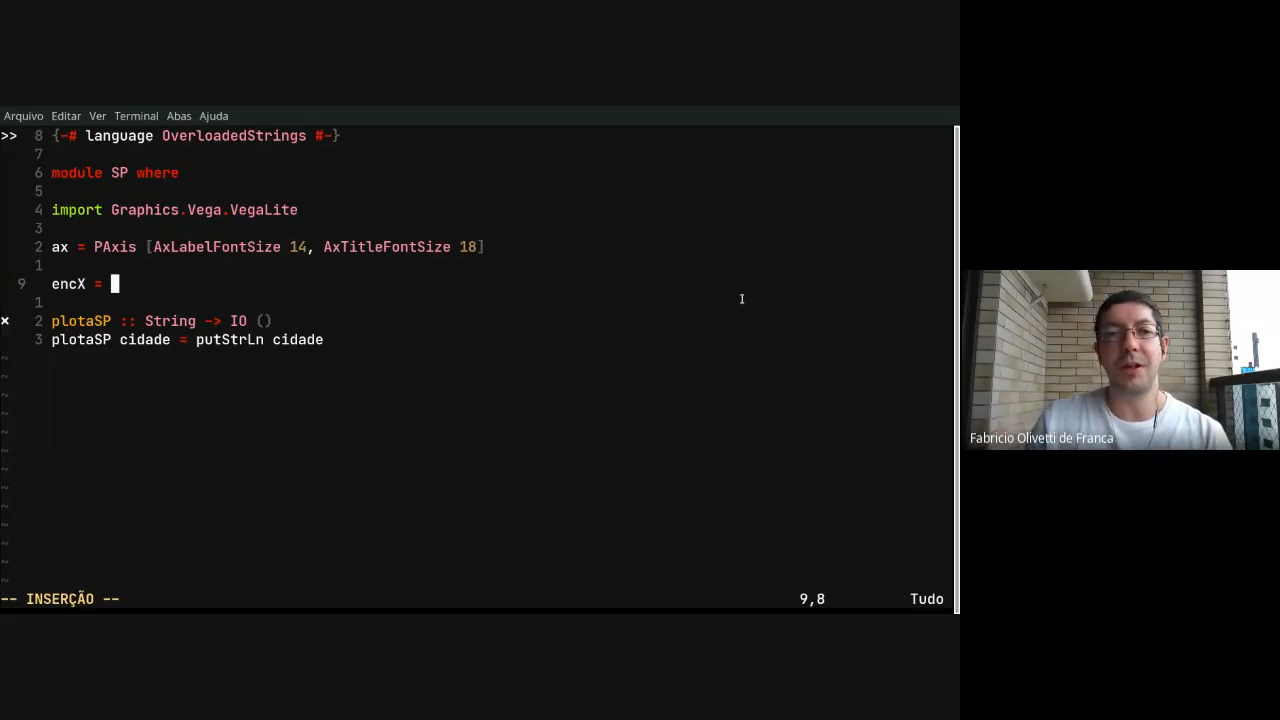 Arquivo Editar Ver Terminal Abas Ajuda
>> 8 {-# language OverloadedStrings #-}
7
6 module SP where
5
4 import Graphics.Vega.VegaLite
3
2 ax = PAxis [AxLabelFontSize 14, AxTitleFontSize 18]
1
9 encX =
1
× 2 plotaSP :: String -> IO ()
3 plotaSP cidade = putStrLn cidade
~
~
~
~
~
~
~
~
~
~
~
~
~
-- INSERÇÃO -- 9,8 Tudo
Fabricio Olivetti de Franca